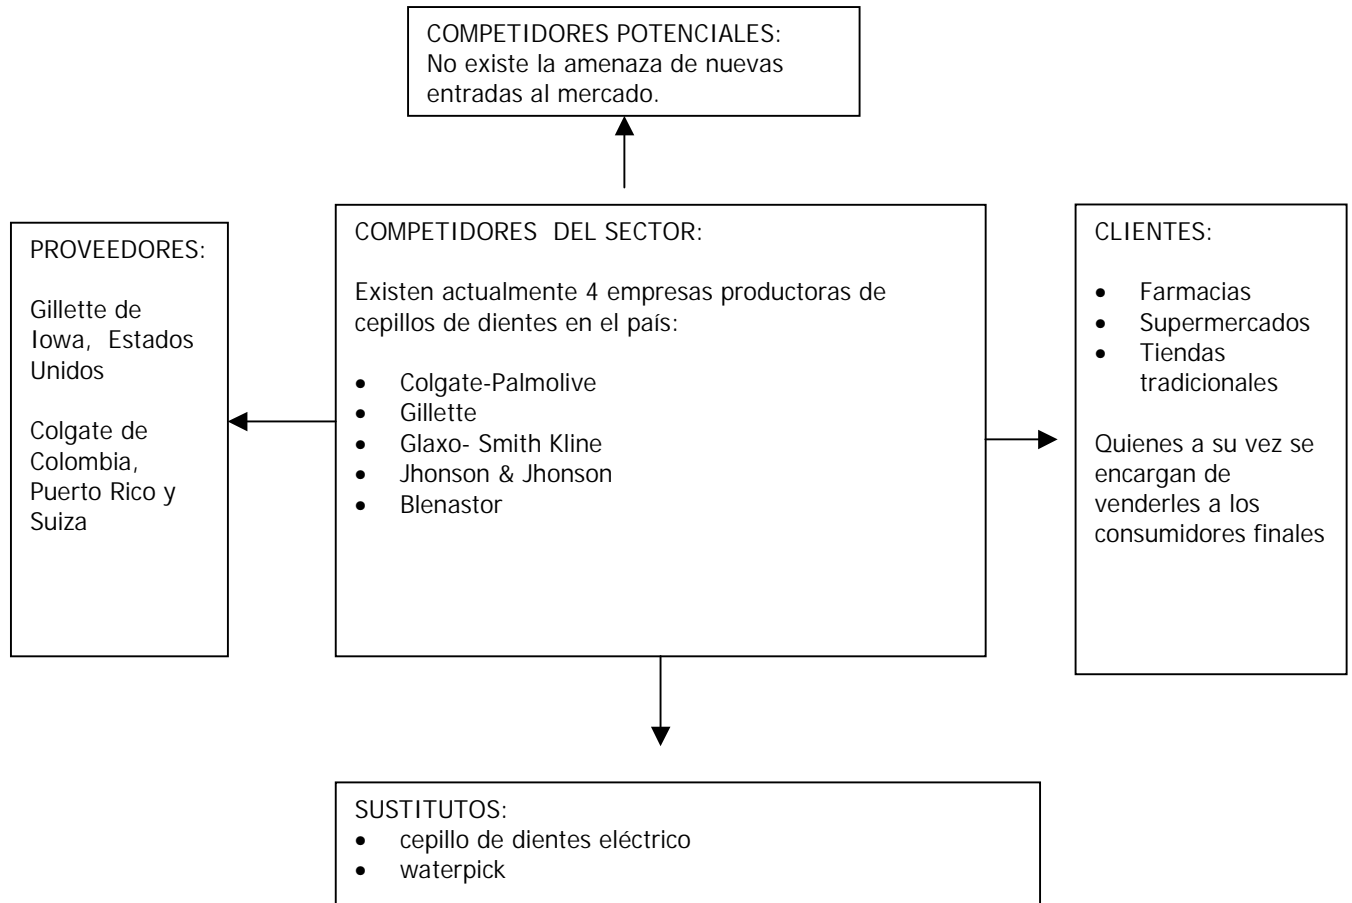 COMPETIDORES POTENCIALES:
No existe la amenaza de nuevas
entradas al mercado.
PROVEEDORES:
Gillette de
Iowa, Estados
Unidos
Colgate de
Colombia,
Puerto Rico y
Suiza
COMPETIDORES DEL SECTOR:
Existen actualmente 4 empresas productoras de
cepillos de dientes en el país:
• Colgate-Palmolive
• Gillette
• Glaxo- Smith Kline
• Jhonson & Jhonson
• Blenastor
CLIENTES:
• Farmacias
• Supermercados
• Tiendas
tradicionales
Quienes a su vez se
encargan de
venderles a los
consumidores finales
SUSTITUTOS:
• cepillo de dientes eléctrico
• waterpick